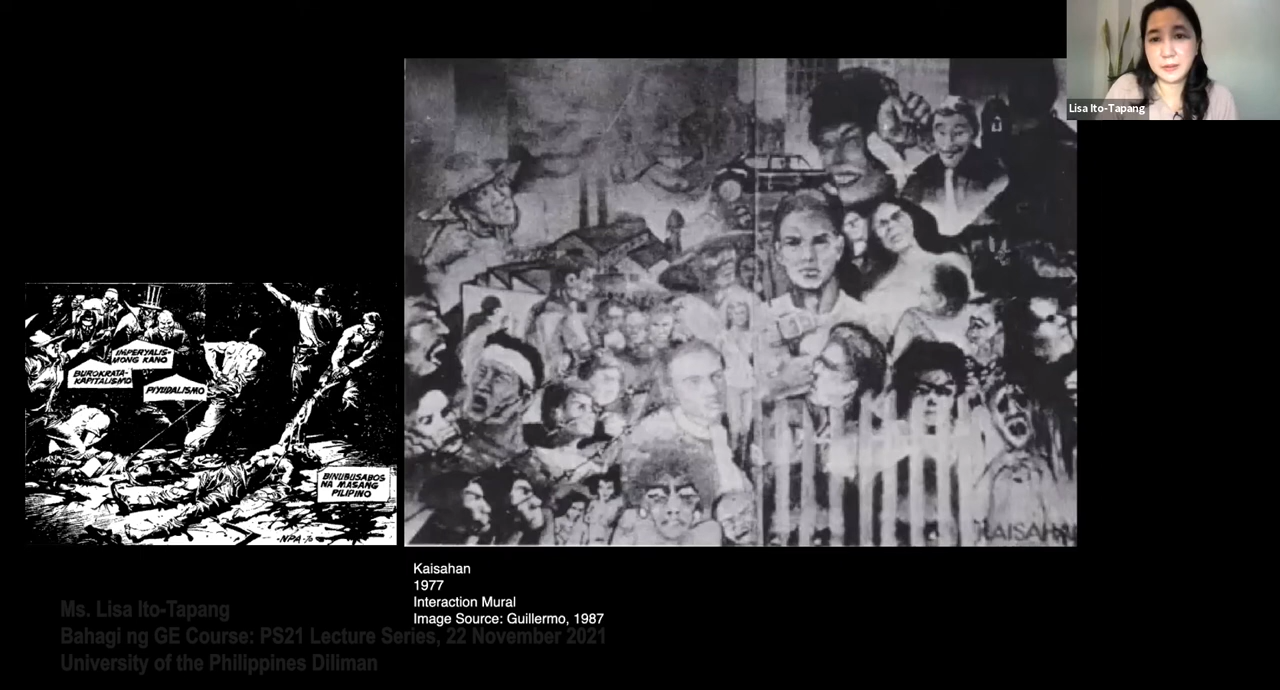 Lisa Ito-Tapang
IMPERYALIS-
MONG KANO
BUROKRATA-
KAPITALISMO
PIYUDALISMO
BINUBUSABOS
NA MASANG
PILIPINO
-NPA-70
KAISAHAN
Kaisahan
1977
Interaction Mural
Image Source: Guillermo, 1987
Ms. Lisa Ito-Tapang
Bahagi ng GE Course: PS21 Lecture Series, 22 November 2021
University of the Philippines Diliman